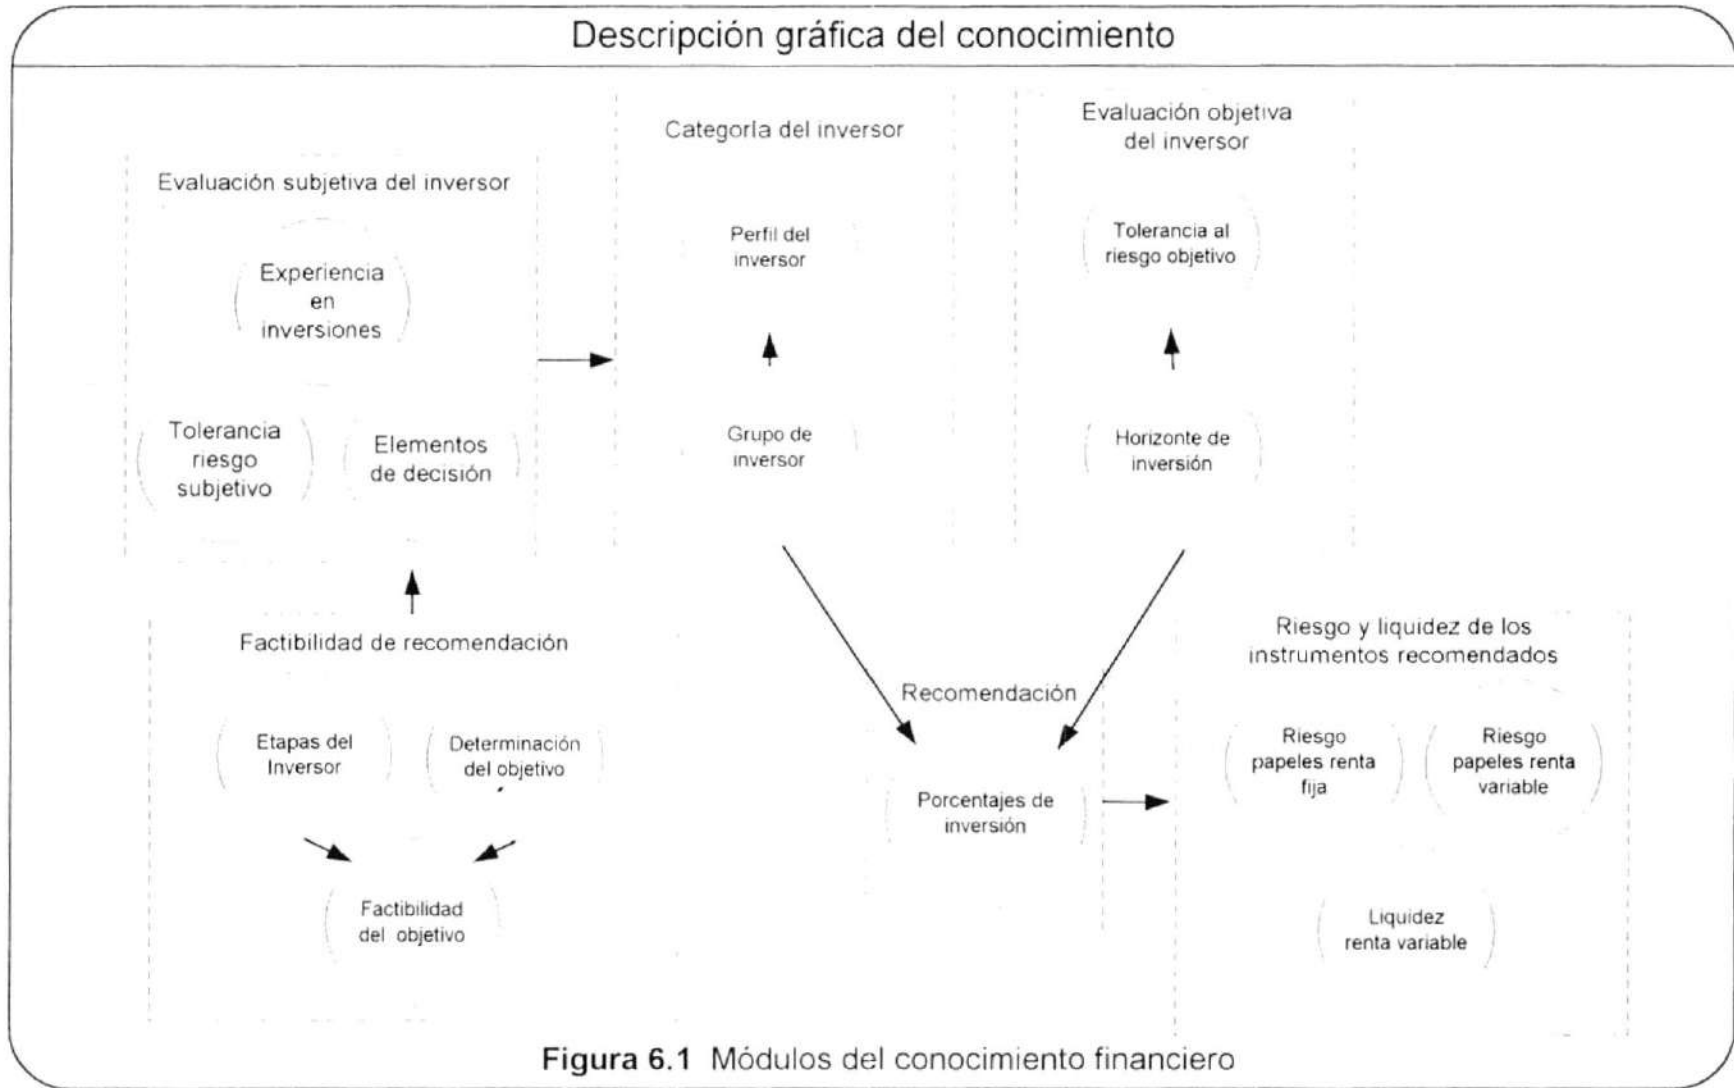 Descripción gráfica del conocimiento
Evaluación subjetiva del inversor
Experiencia
en
inversiones
Tolerancia
riesgo
subjetivo
Elementos
de decisión
Categoría del inversor
Perfil del
inversor
Grupo de
inversor
Evaluación objetiva
del inversor
Tolerancia al
riesgo objetivo
Horizonte de
inversión
Factibilidad de recomendación
Etapas del
Inversor
Determinación
del objetivo
Factibilidad
del objetivo
Recomendación
Porcentajes de
inversión
Riesgo y liquidez de los
instrumentos recomendados
Riesgo
papeles renta
fija
Riesgo
papeles renta
variable
Liquidez
renta variable
Figura 6.1 Módulos del conocimiento financiero